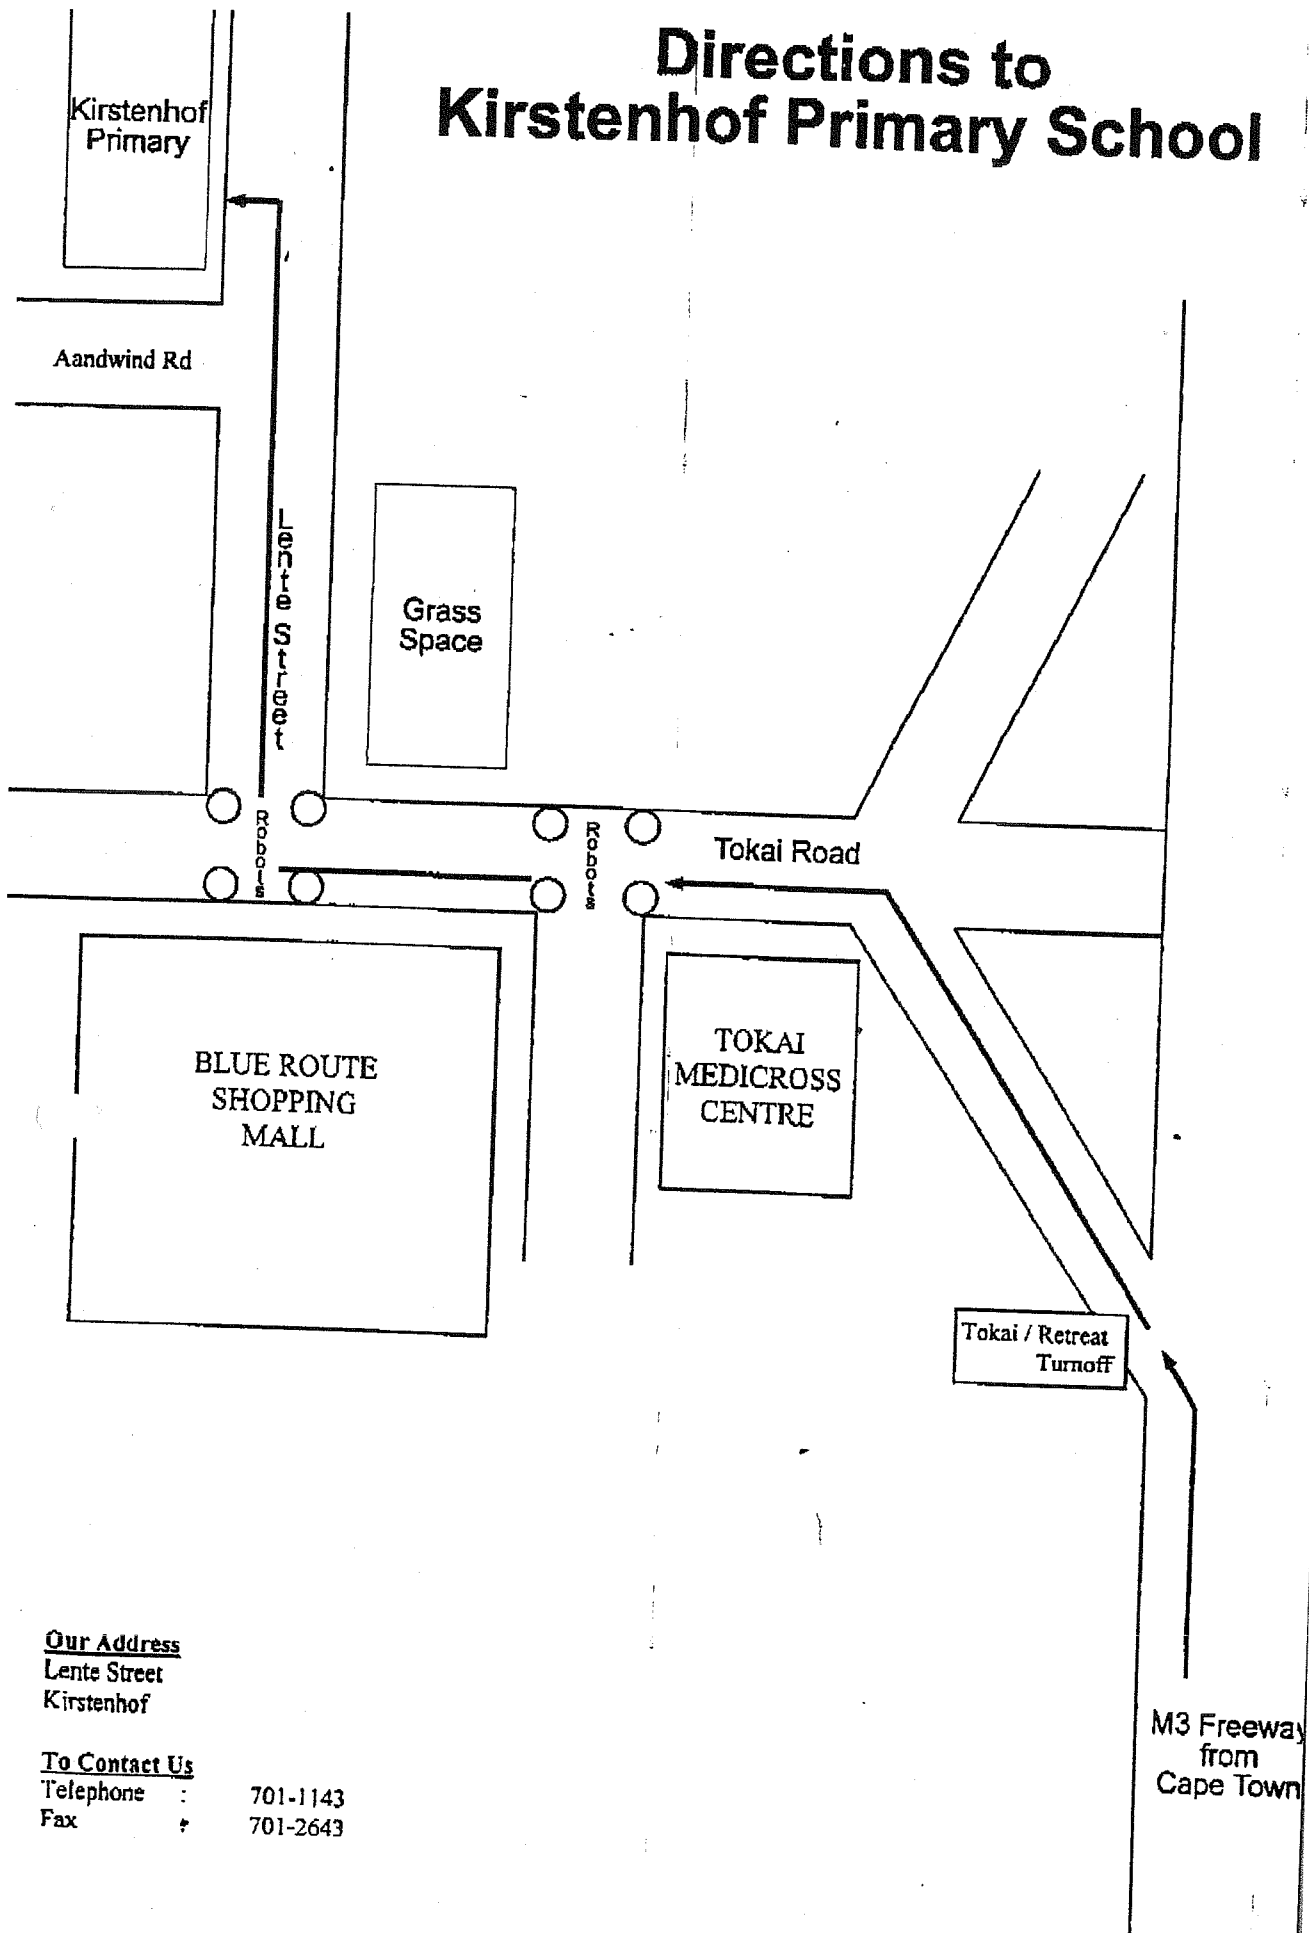 Directions to
Kirstenhof Primary School
Kirstenhof
Primary
Aandwind Rd
Lente Street
Grass
Space
Robots
Robots
Tokai Road
BLUE ROUTE
SHOPPING
MALL
TOKAI
MEDICROSS
CENTRE
Tokai / Retreat
Turnoff
M3 Freeway
from
Cape Town
Our Address
Lente Street
Kirstenhof
To Contact Us
Telephone : 701-1143
Fax : 701-2643